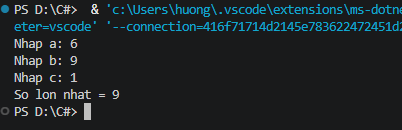 PS D:\C#>  & 'c:\Users\huong\.vscode\extensions\ms-dotne
eter=vscode' '--connection=416f71714d2145e783622472451d2
Nhap a: 6
Nhap b: 9
Nhap c: 1
So lon nhat = 9
PS D:\C#>